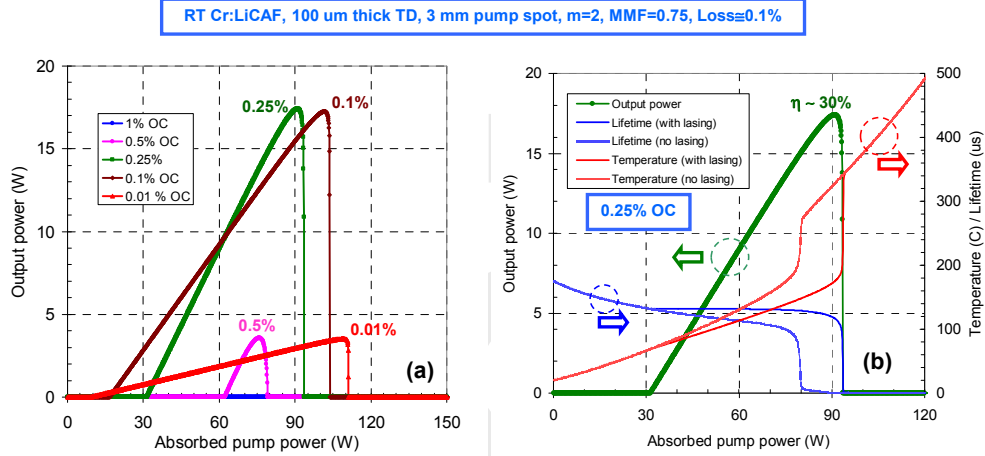 RT Cr:LiCAF, 100 um thick TD, 3 mm pump spot, m=2, MMF=0.75, Loss≅0.1%
20
15
10
5
0
Output power (W)
0
30
60
90
120
150
Absorbed pump power (W)
1% OC
0.5% OC
0.25%
0.1% OC
0.01 % OC
0.25%
0.1%
0.5%
0.01%
(a)
20
15
10
5
0
Output power (W)
0
30
60
90
120
Absorbed pump power (W)
500
400
300
200
100
0
Temperature (C) / Lifetime (us)
Output power
Lifetime (with lasing)
Lifetime (no lasing)
Temperature (with lasing)
Temperature (no lasing)
η ~ 30%
0.25% OC
(b)